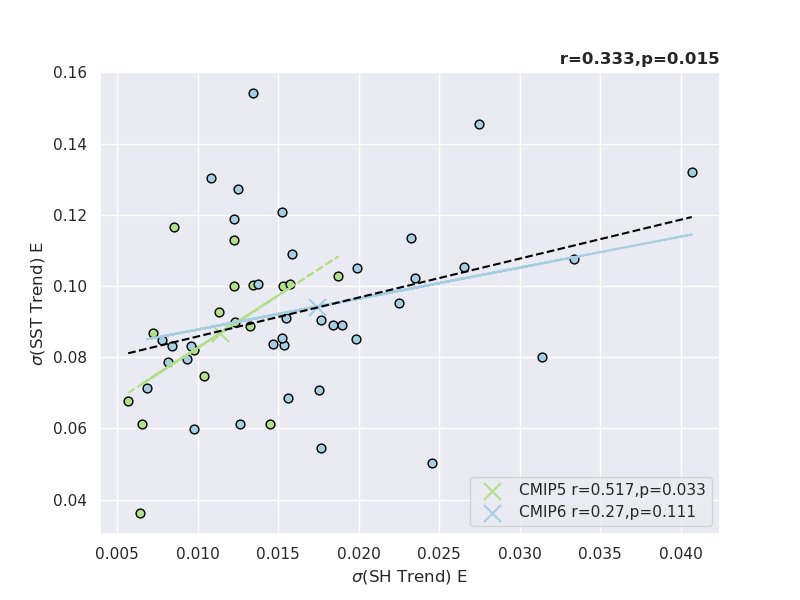 r=0.333,p=0.015
0.16
0.14
0.12
0.10
0.08
0.06
0.04
σ(SST Trend) E
CMIP5 r=0.517,p=0.033
CMIP6 r=0.27,p=0.111
0.005 0.010 0.015 0.020 0.025 0.030 0.035 0.040
σ(SH Trend) E